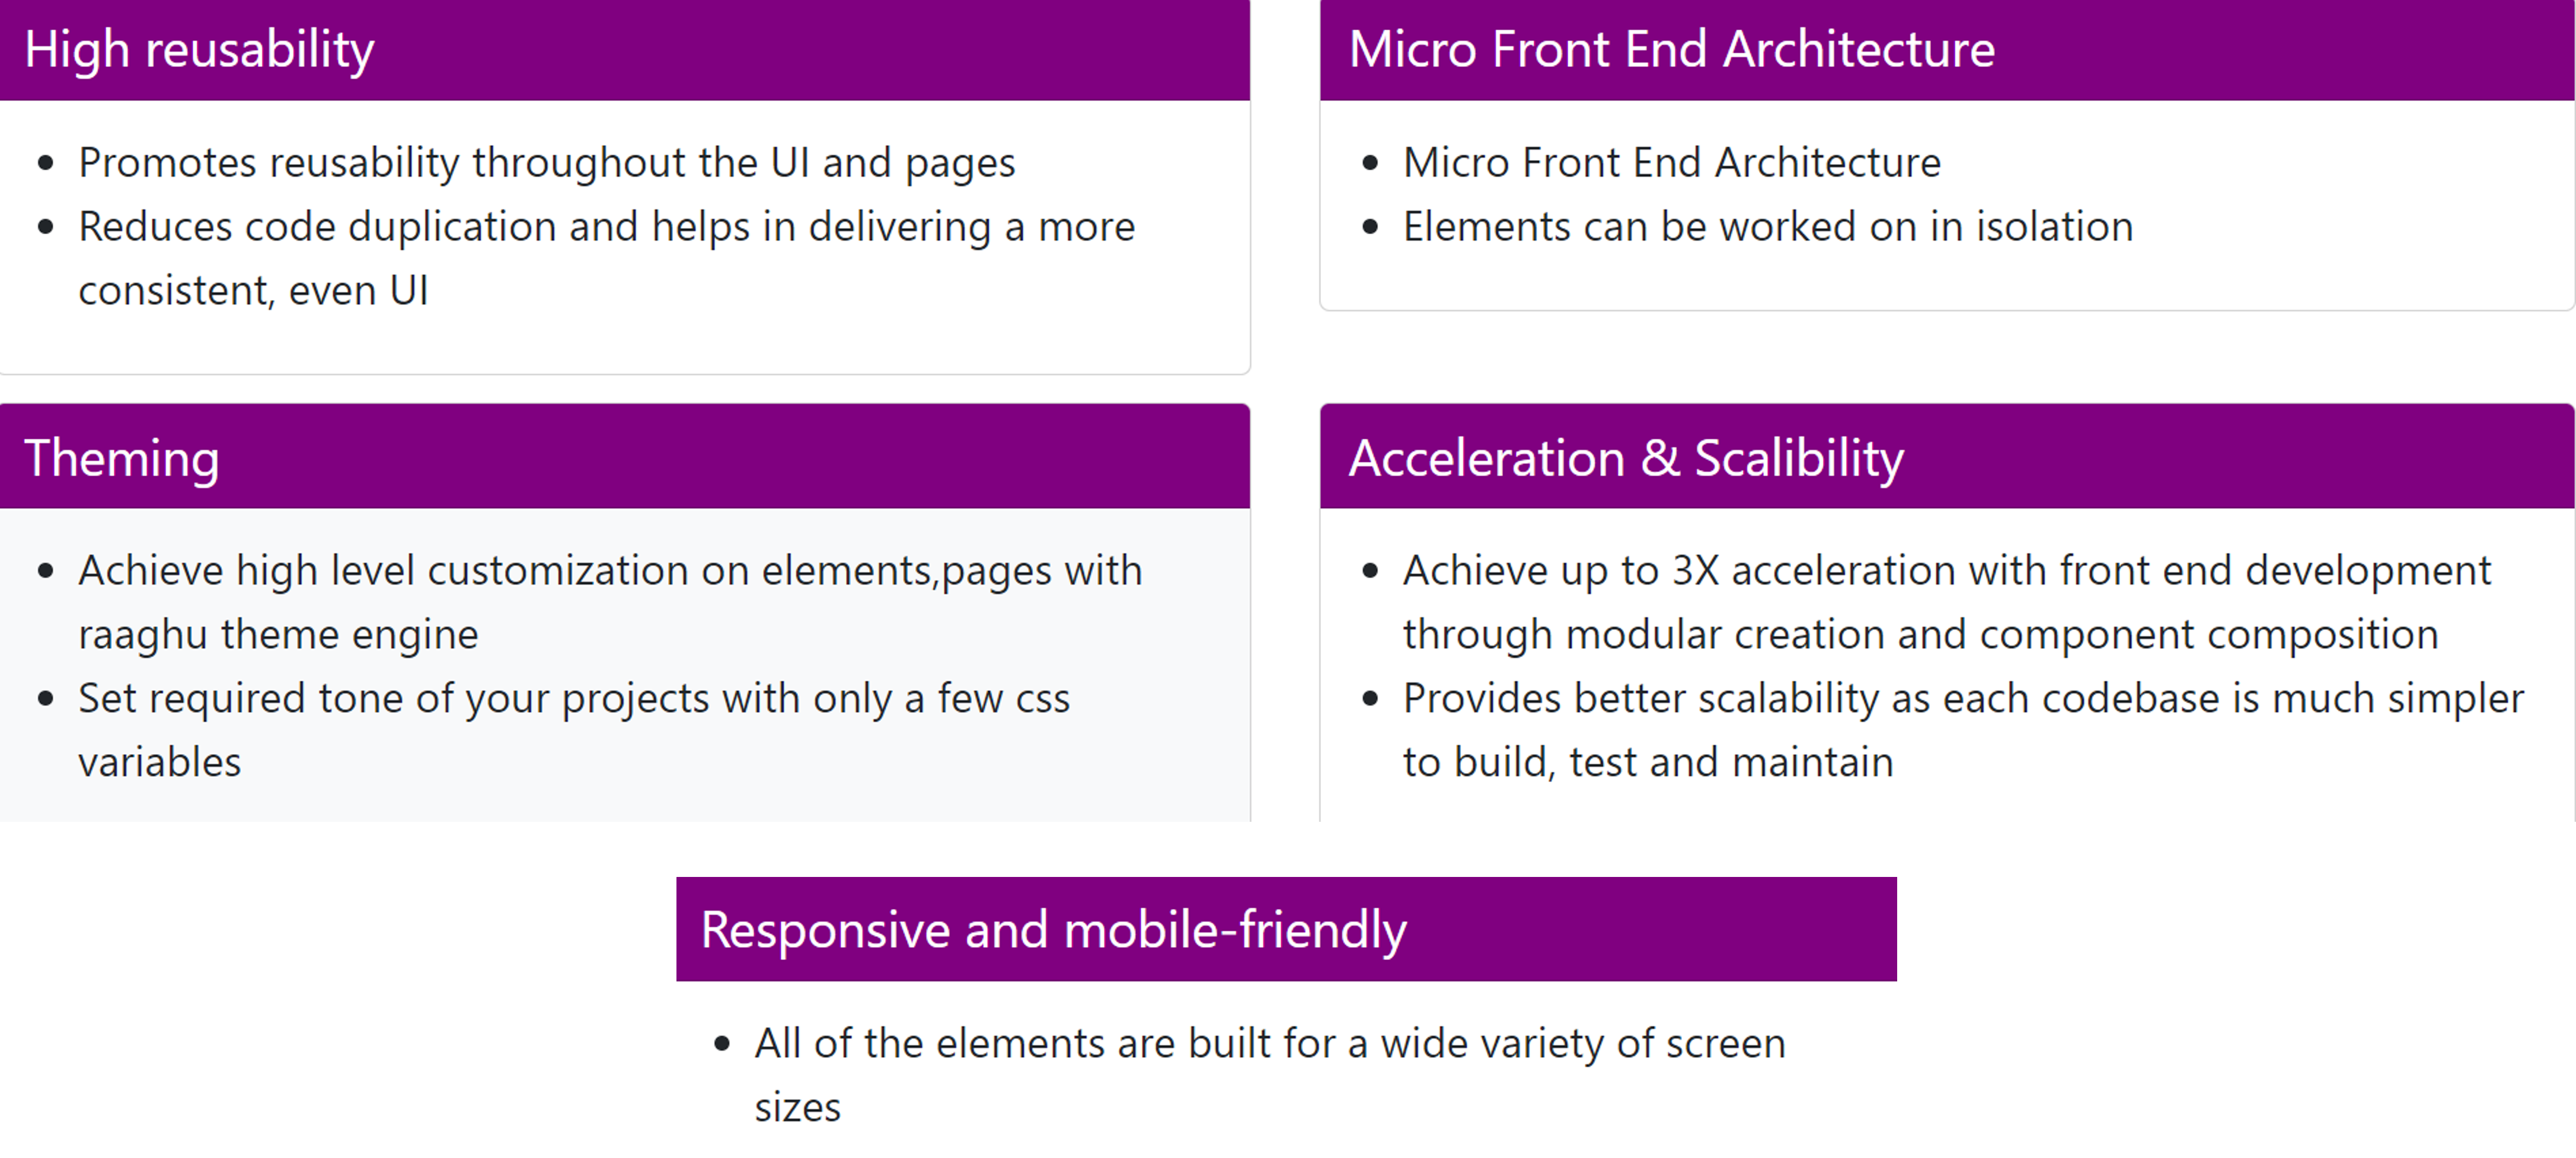 High reusability
• Promotes reusability throughout the UI and pages
• Reduces code duplication and helps in delivering a more
consistent, even UI
Micro Front End Architecture
• Micro Front End Architecture
• Elements can be worked on in isolation
Theming
• Achieve high level customization on elements,pages with
raaghu theme engine
• Set required tone of your projects with only a few css
variables
Acceleration & Scalibility
• Achieve up to 3X acceleration with front end development
through modular creation and component composition
• Provides better scalability as each codebase is much simpler
to build, test and maintain
Responsive and mobile-friendly
• All of the elements are built for a wide variety of screen
sizes